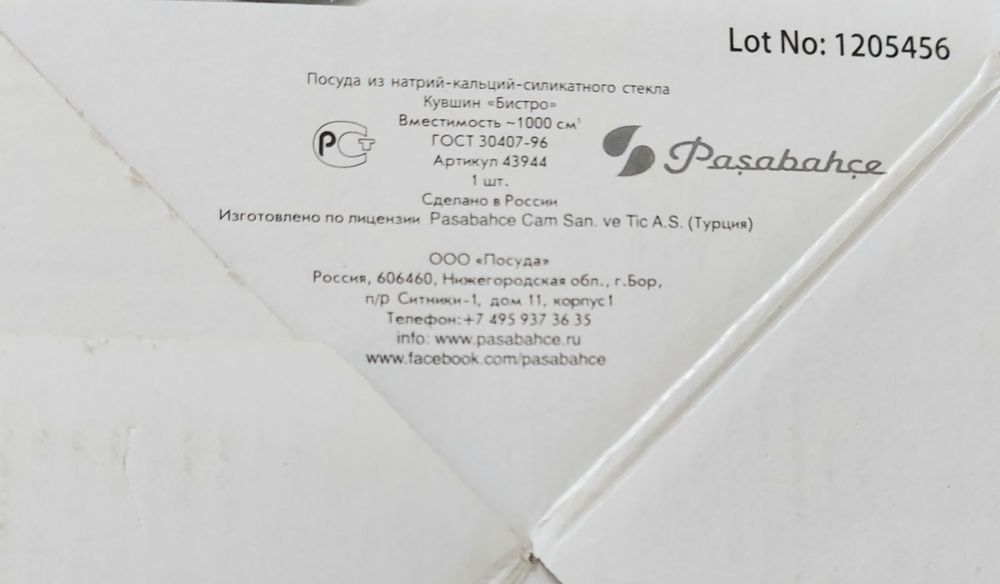 Lot No: 1205456
Посуда из натрий-кальций-силикатного стекла
Кувшин «Бистро»
Вместимость ~1000 см³
ГОСТ 30407-96
Артикул 43944
1 шт.
Сделано в России
Изготовлено по лицензии Pasabahce Cam San. ve Tic A.S. (Турция)
РСТ
Paşabahçe
ООО «Посуда»
Россия, 606460, Нижегородская обл., г.Бор,
п/р Ситники-1, дом 11, корпус1
Телефон:+7 495 937 36 35
info: www.pasabahce.ru
www.facebook.com/pasabahce